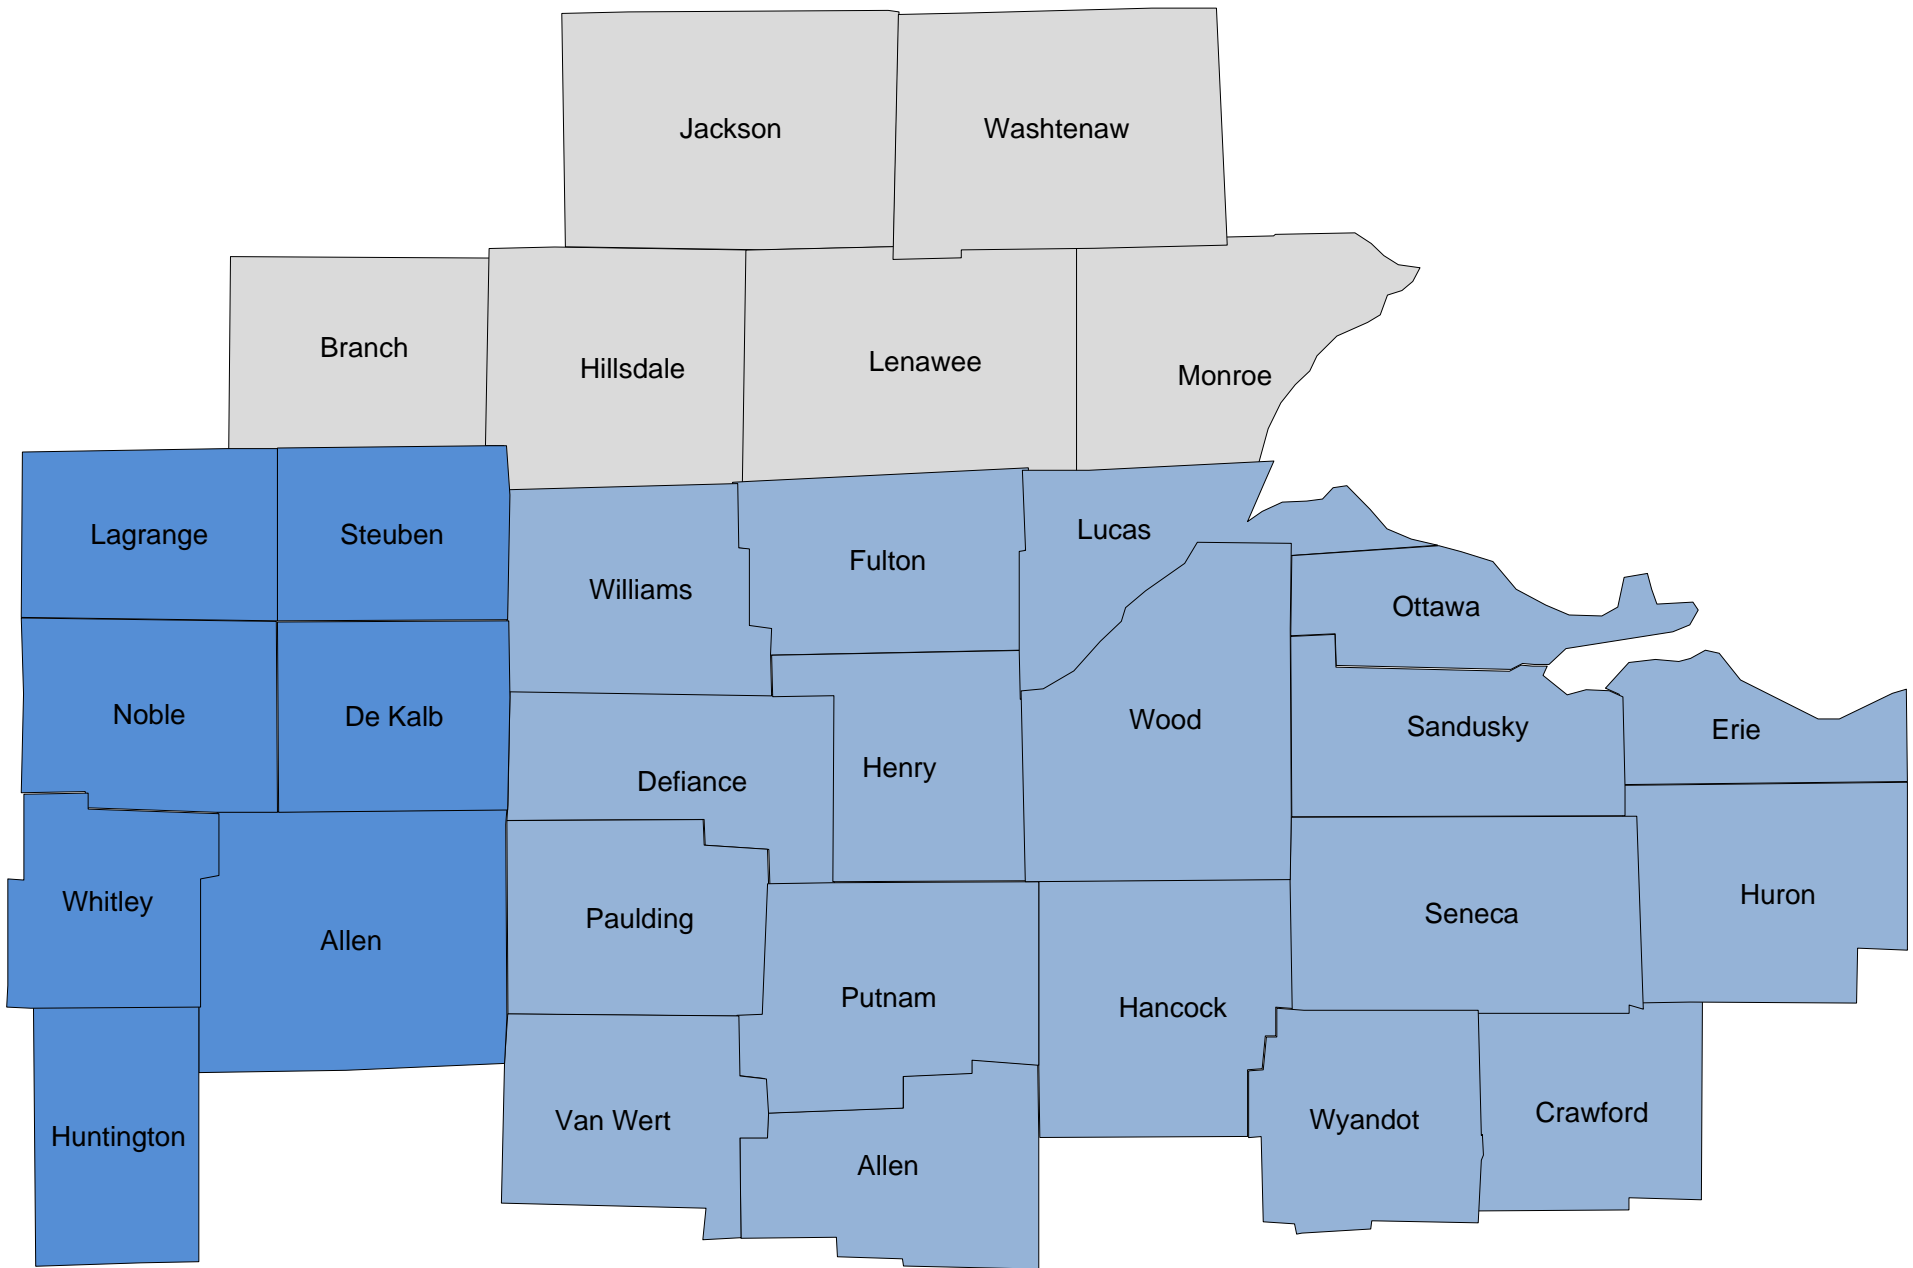 Jackson
Washtenaw
Branch
Hillsdale
Lenawee
Monroe
Lagrange
Steuben
Williams
Fulton
Lucas
Ottawa
Noble
De Kalb
Defiance
Henry
Wood
Sandusky
Erie
Whitley
Allen
Paulding
Putnam
Hancock
Seneca
Huron
Huntington
Van Wert
Allen
Wyandot
Crawford